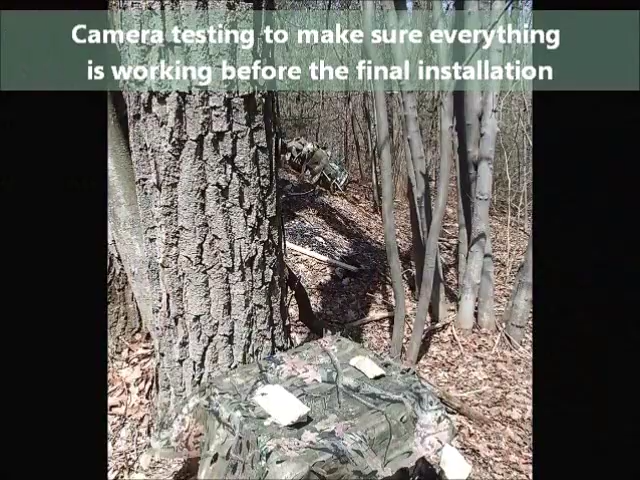 Camera testing to make sure everything
is working before the final installation